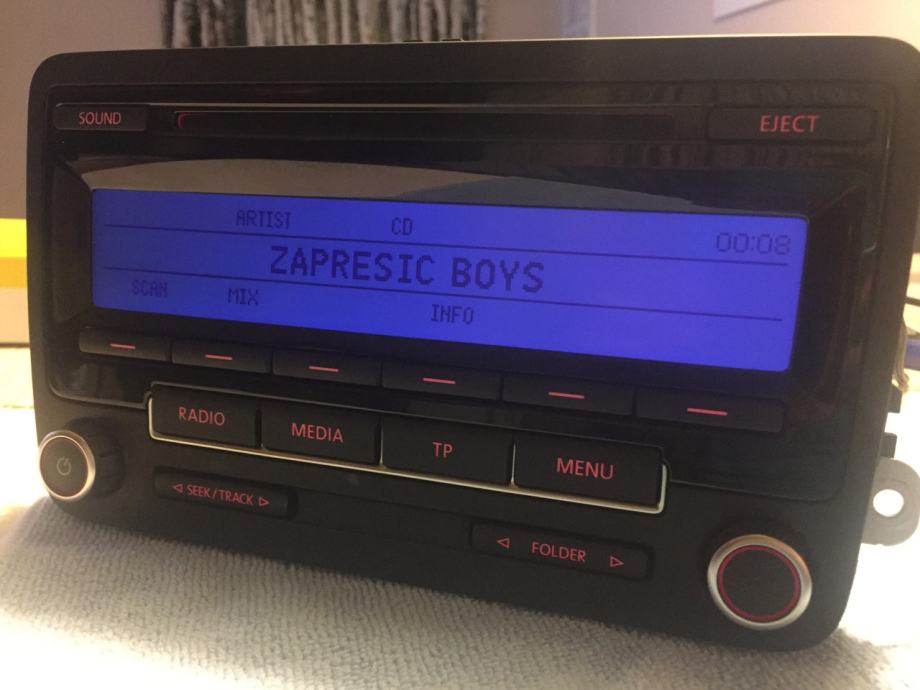 SOUND
EJECT
ARTIST CD 00:08
ZAPRESIC BOYS
SCAN MIX INFO
RADIO MEDIA TP MENU
SEEK/TRACK
FOLDER